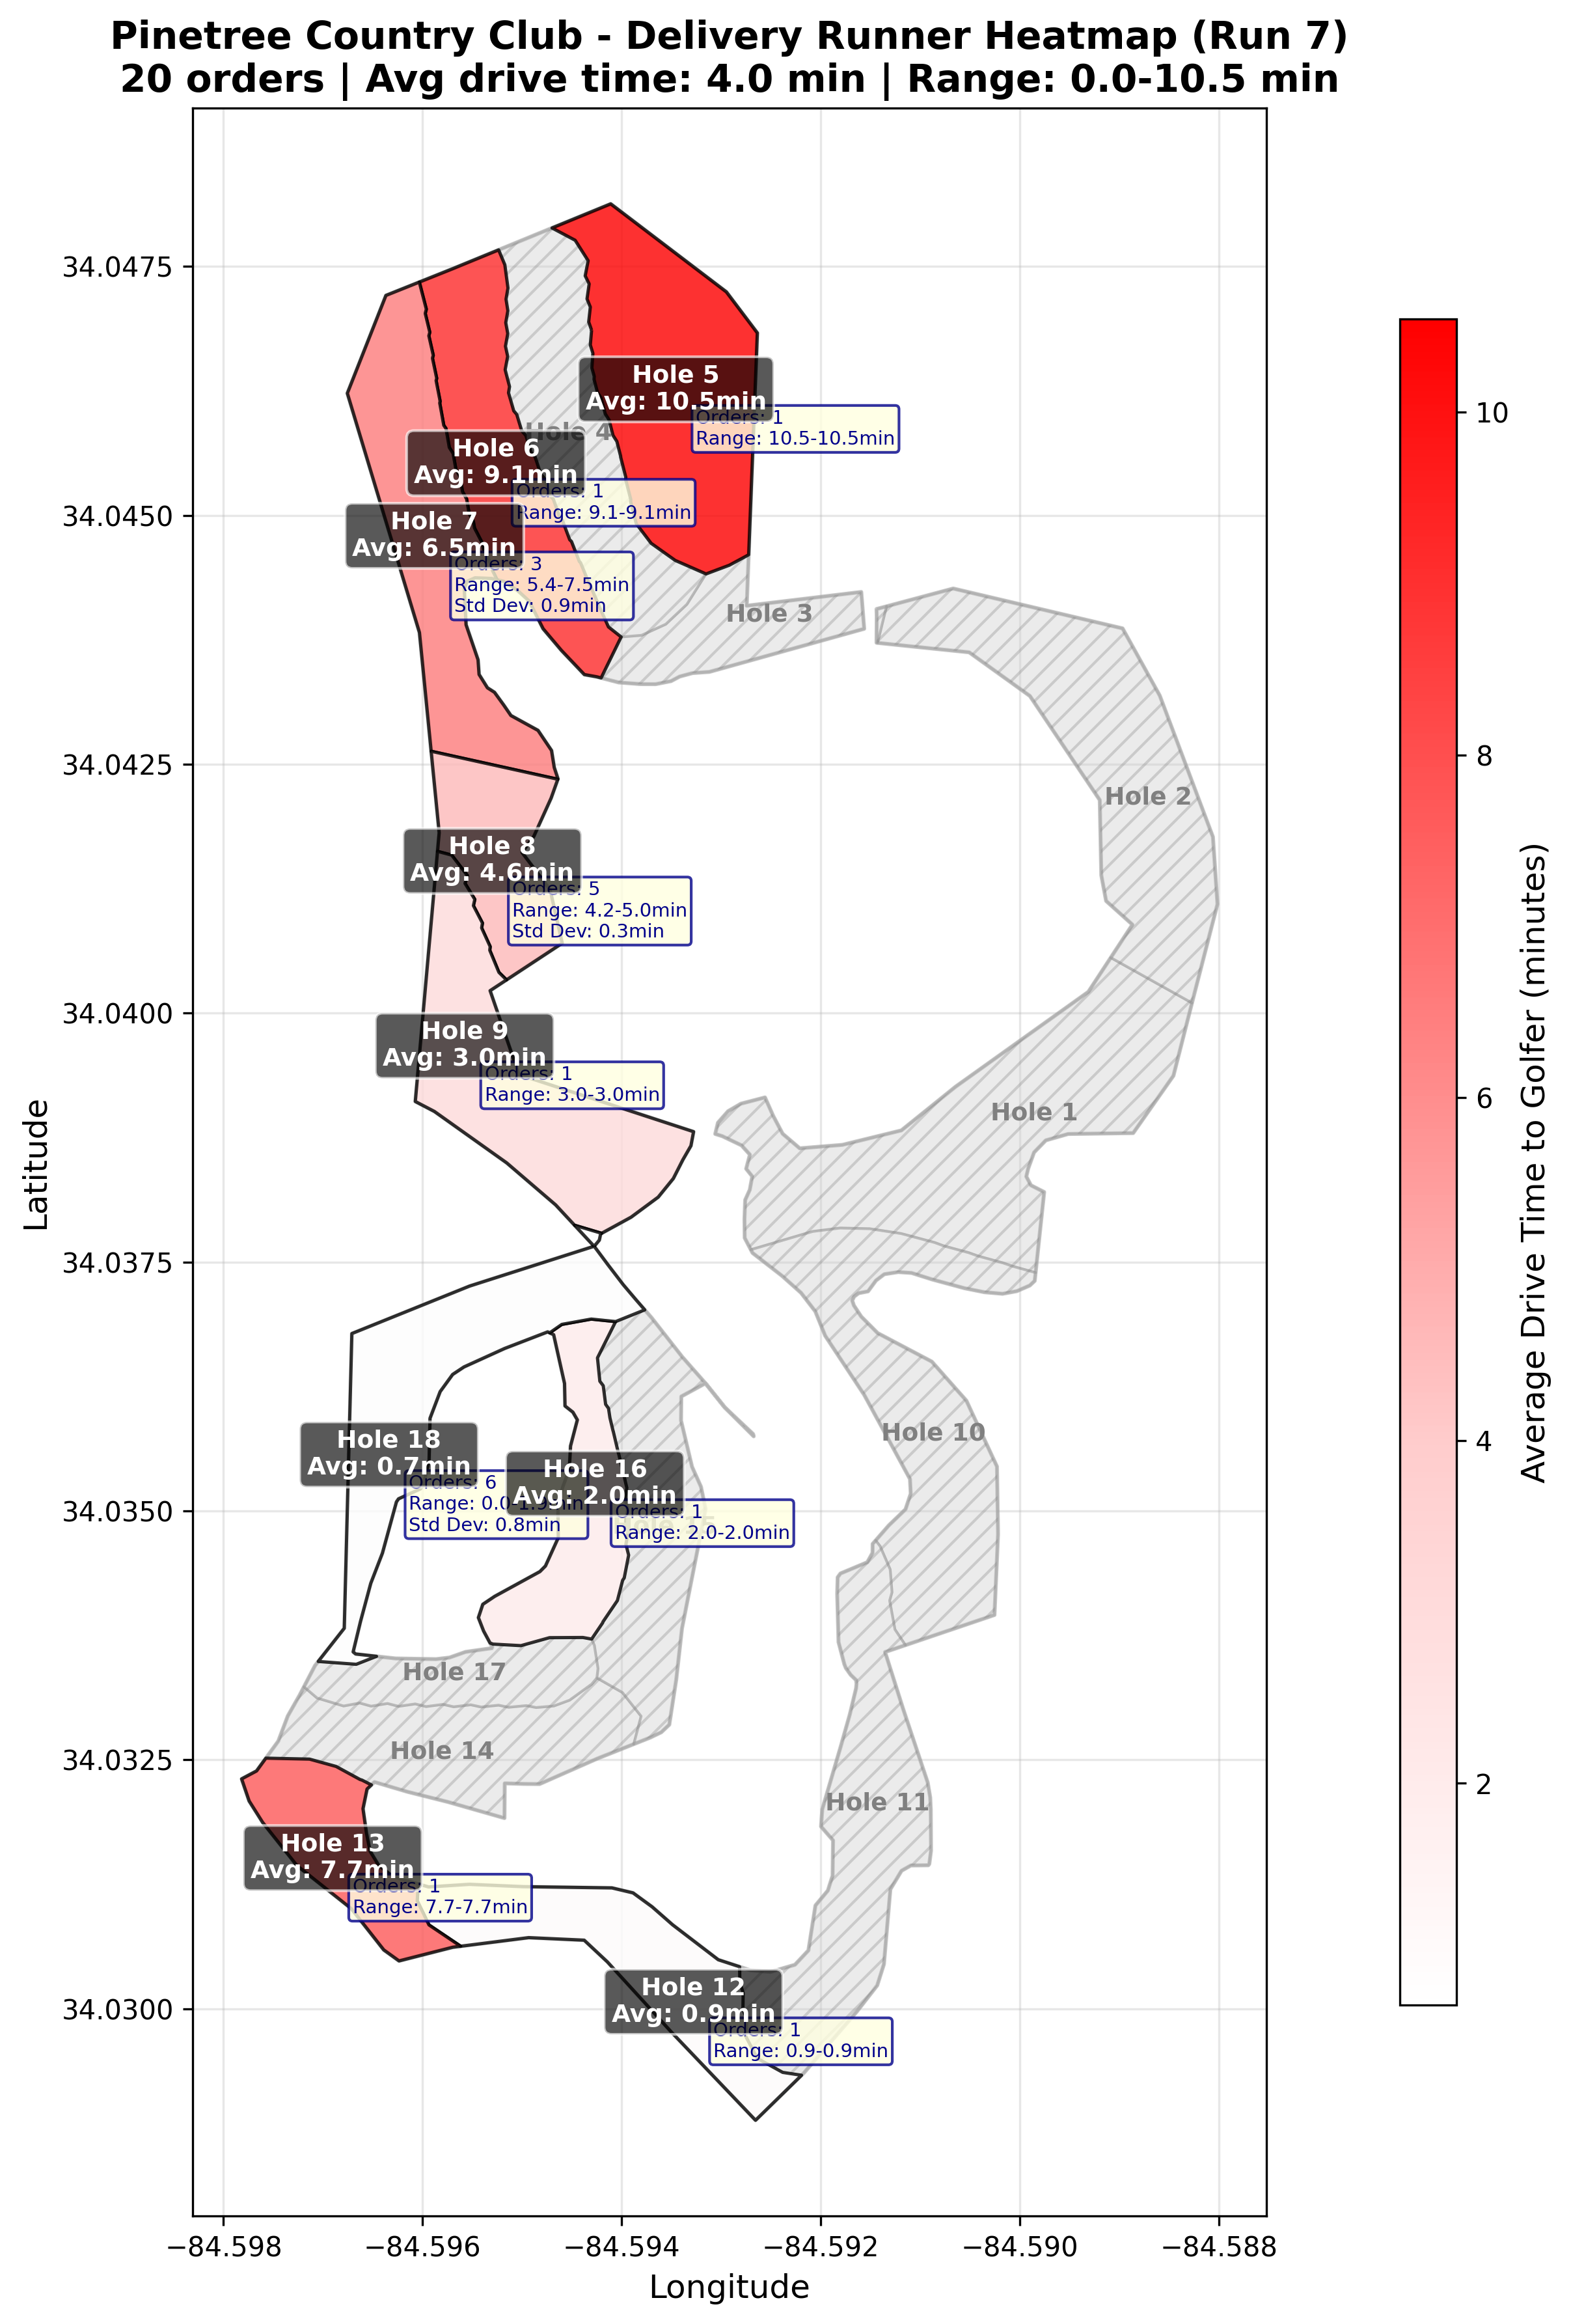 Pinetree Country Club - Delivery Runner Heatmap (Run 7)
20 orders | Avg drive time: 4.0 min | Range: 0.0-10.5 min
34.0475
34.0450
34.0425
34.0400
34.0375
34.0350
34.0325
34.0300
Latitude
−84.598
−84.596
−84.594
−84.592
−84.590
−84.588
Longitude
Hole 5
Avg: 10.5min
Orders: 1
Range: 10.5-10.5min
Hole 4
Hole 6
Avg: 9.1min
Orders: 1
Range: 9.1-9.1min
Hole 7
Avg: 6.5min
Orders: 3
Range: 5.4-7.5min
Std Dev: 0.9min
Hole 3
Hole 2
Hole 8
Avg: 4.6min
Orders: 5
Range: 4.2-5.0min
Std Dev: 0.3min
Hole 9
Avg: 3.0min
Orders: 1
Range: 3.0-3.0min
Hole 1
Hole 10
Hole 18
Avg: 0.7min
Orders: 6
Range: 0.0-1.9min
Std Dev: 0.8min
Hole 16
Avg: 2.0min
Orders: 1
Range: 2.0-2.0min
Hole 17
Hole 14
Hole 11
Hole 13
Avg: 7.7min
Orders: 1
Range: 7.7-7.7min
Hole 12
Avg: 0.9min
Orders: 1
Range: 0.9-0.9min
10
8
6
4
2
Average Drive Time to Golfer (minutes)